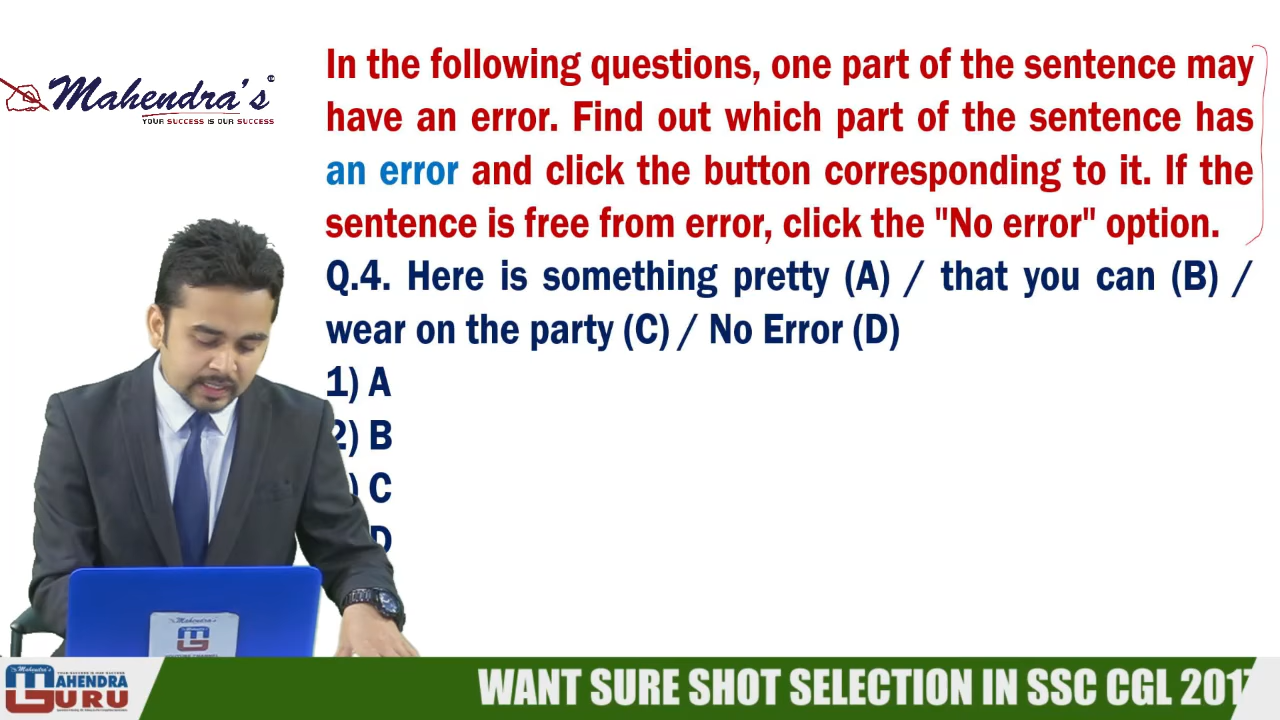 Mahendra's
YOUR SUCCESS IS OUR SUCCESS
In the following questions, one part of the sentence may
have an error. Find out which part of the sentence has
an error and click the button corresponding to it. If the
sentence is free from error, click the "No error" option.
Q.4. Here is something pretty (A) / that you can (B) /
wear on the party (C) / No Error (D)
1) A
2) B
) C
D
Mahendra's
MAHENDRA
GURU
WANT SURE SHOT SELECTION IN SSC CGL 201